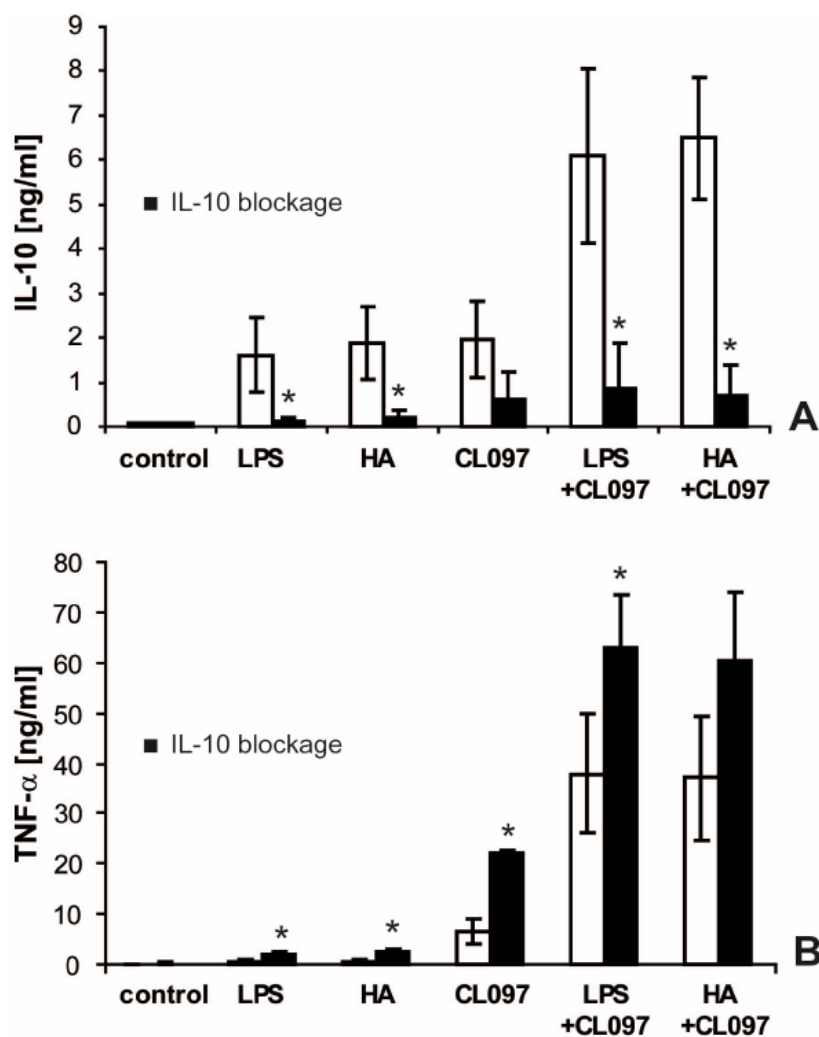 9
8
7
6
5
4
3
2
1
0
IL-10 [ng/ml]
■ IL-10 blockage
* * * *
control LPS HA CL097 LPS +CL097 HA +CL097
A
80
70
60
50
40
30
20
10
0
TNF-α [ng/ml]
■ IL-10 blockage
* * * *
control LPS HA CL097 LPS +CL097 HA +CL097
B